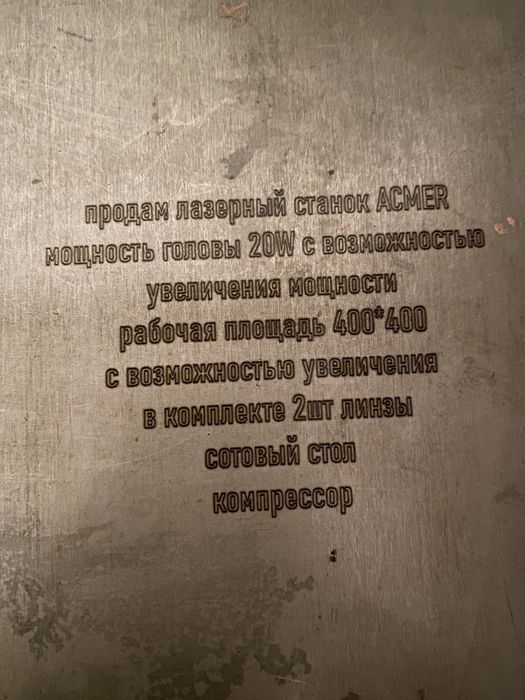 продам лазерный станок ACMER
мощность головы 20W с возможностью
увеличения мощности
рабочая площадь 400*400
с возможностью увеличения
в комплекте 2шт линзы
сотовый стол
компрессор